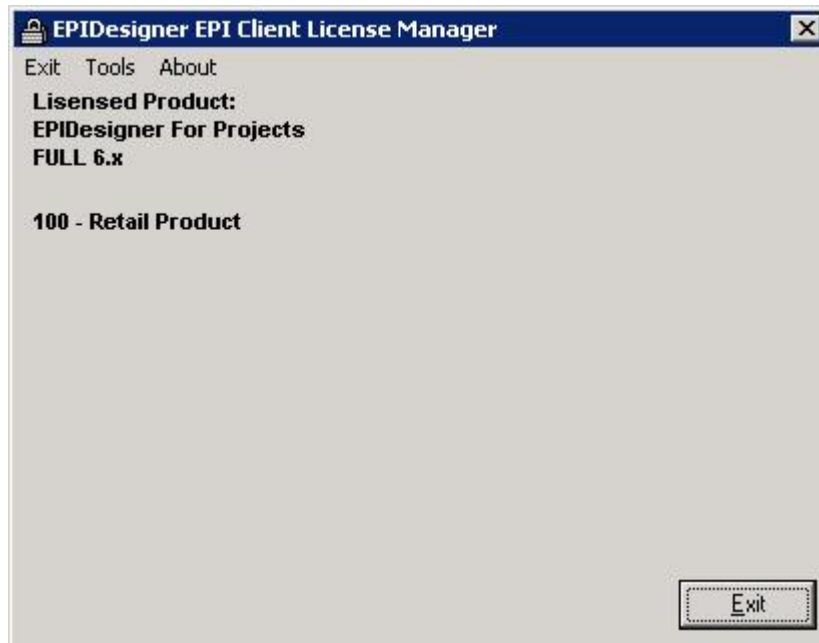 EPIDesigner EPI Client License Manager
Exit Tools About
Lisensed Product:
EPIDesigner For Projects
FULL 6.x
100 - Retail Product
Exit